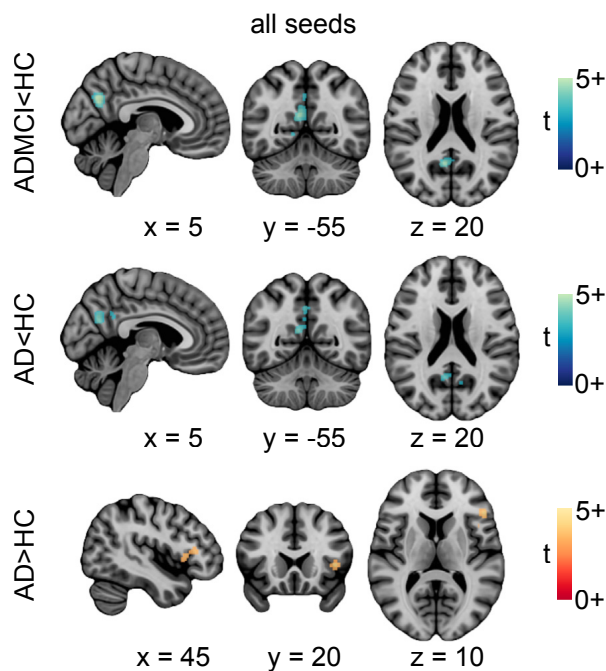 all seeds
ADMCI<HC
5+
t
0+
x = 5 y = -55 z = 20
AD<HC
5+
t
0+
x = 5 y = -55 z = 20
AD>HC
5+
t
0+
x = 45 y = 20 z = 10